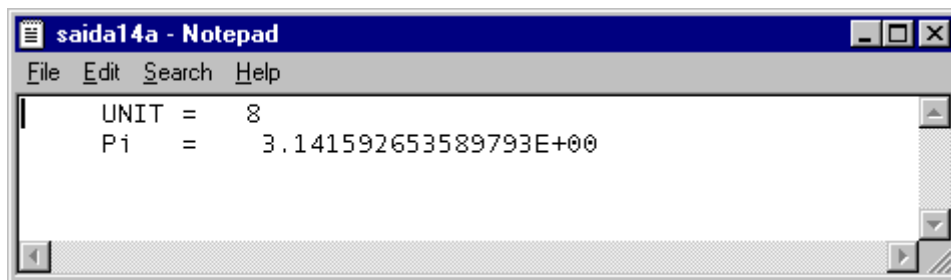 saida14a - Notepad
File Edit Search Help
UNIT = 8
Pi = 3.141592653589793E+00